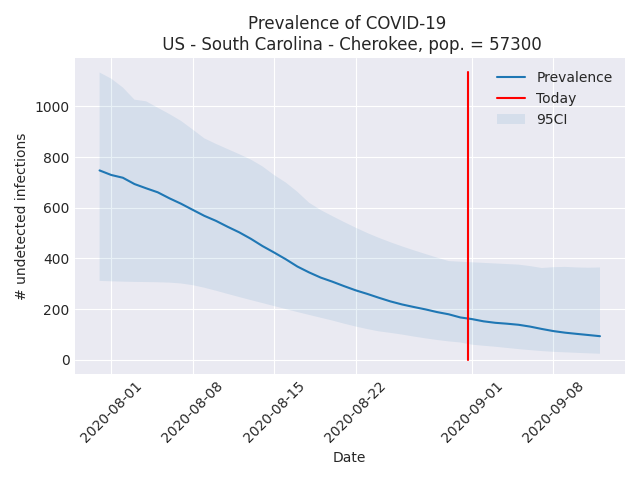 Prevalence of COVID-19
US - South Carolina - Cherokee, pop. = 57300
Prevalence
Today
95CI
# undetected infections
1000
800
600
400
200
0
2020-08-01
2020-08-08
2020-08-15
2020-08-22
2020-09-01
2020-09-08
Date